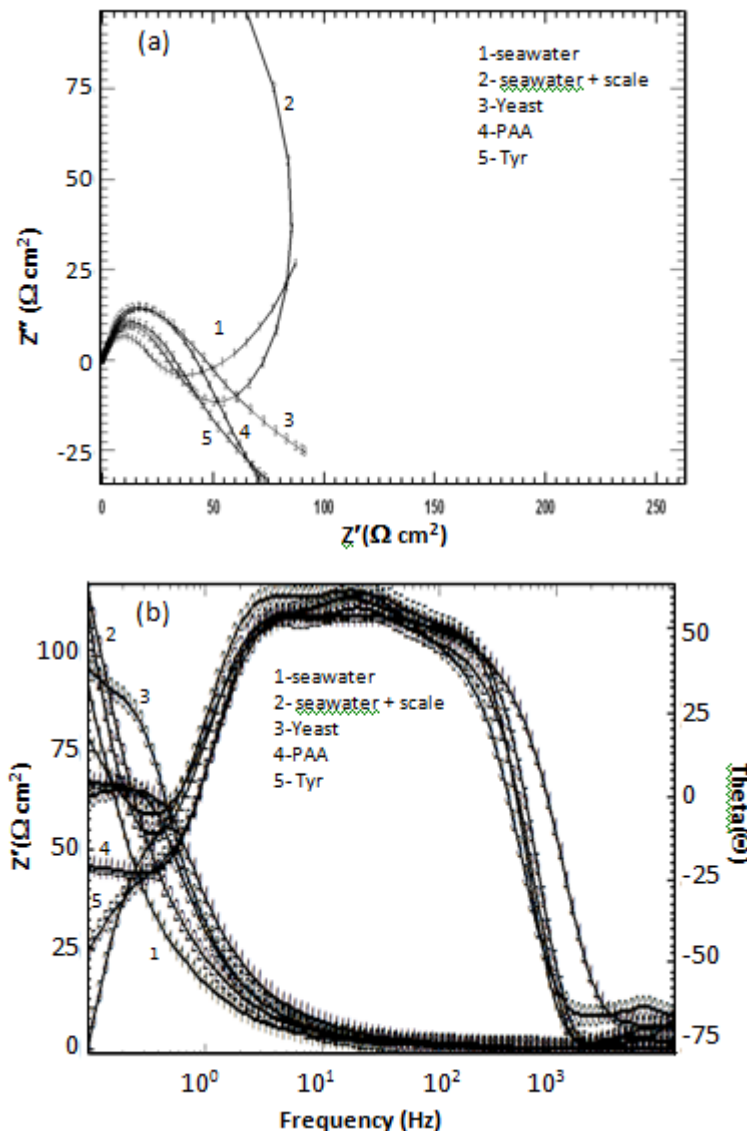 (a)
1-seawater
2- seawater + scale
3-Yeast
4-PAA
5- Tyr
Z″ (Ω cm²)
75
50
25
0
-25
2
1
3
4
5
0 50 100 150 200 250
Z′(Ω cm²)
(b)
1-seawater
2- seawater + scale
3-Yeast
4-PAA
5- Tyr
Z′(Ω cm²)
100
75
50
25
0
2
3
4
5
1
50
25
0
-25
-50
-75
Theta(Θ)
10⁰ 10¹ 10² 10³
Frequency (Hz)